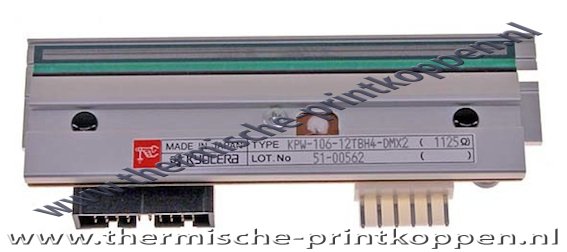 www.thermische-printkoppen.nl
MADE IN JAPAN TYPE KPW-106-12TBH4-DMX2 ( 1125Ω)
KYOCERA LOT.No 51-00562 ( )
www.thermische-printkoppen.nl